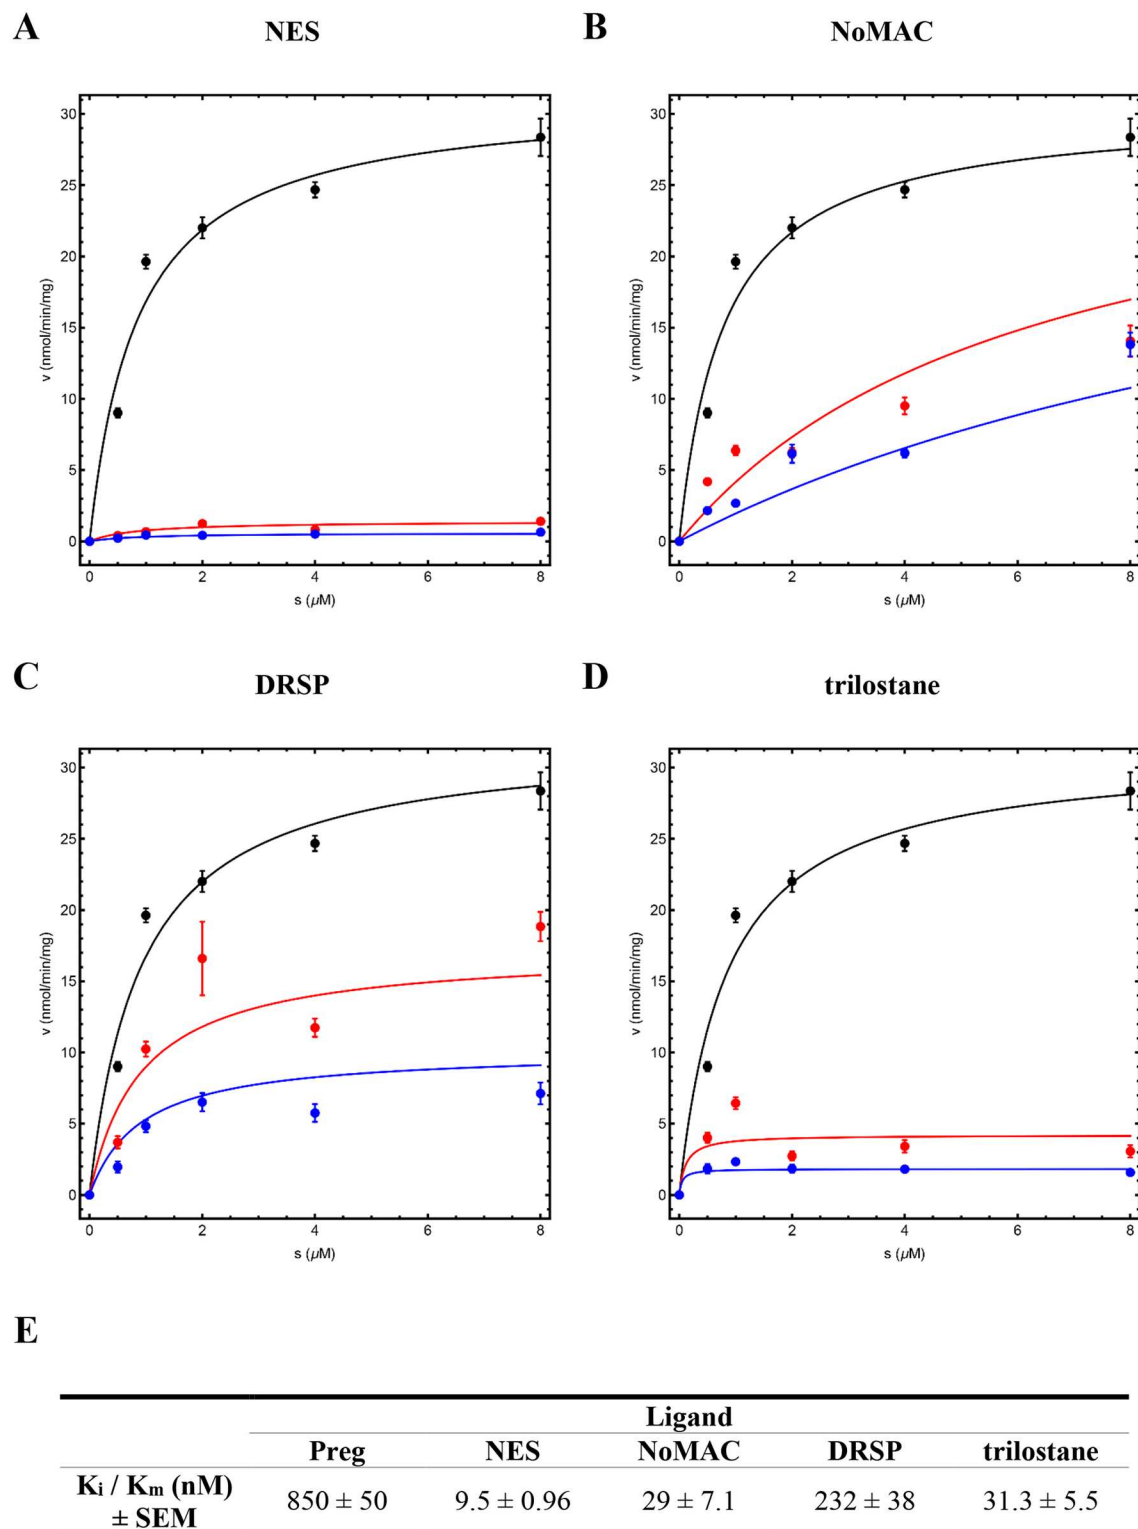 A
NES
30
25
20
15
10
5
0
v (nmol/min/mg)
0 2 4 6 8
s (μM)
B
NoMAC
30
25
20
15
10
5
0
v (nmol/min/mg)
0 2 4 6 8
s (μM)
C
DRSP
30
25
20
15
10
5
0
v (nmol/min/mg)
0 2 4 6 8
s (μM)
D
trilostane
30
25
20
15
10
5
0
v (nmol/min/mg)
0 2 4 6 8
s (μM)
E
Ligand
Preg NES NoMAC DRSP trilostane
Ki / Km (nM)
± SEM
850 ± 50 9.5 ± 0.96 29 ± 7.1 232 ± 38 31.3 ± 5.5